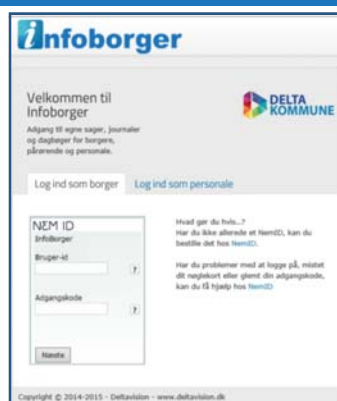 infoborger
Velkommen til
Infoborger
Adgang til egne sager, journaler
og dagbøger for borgere,
pårørende og personale.
DELTA
KOMMUNE
Log ind som borger
Log ind som personale
NEM ID
InfoBorger
Bruger-id
?
Adgangskode
?
Næste
Hvad gør du hvis..?
Har du ikke allerede et NemID, kan du
bestille det hos NemID.
Har du problemer med at logge på, mistet
dit nøglekort eller glemt din adgangskode,
kan du få hjælp hos NemID
Copyright © 2014-2015 - Deltavision - www.deltavision.dk